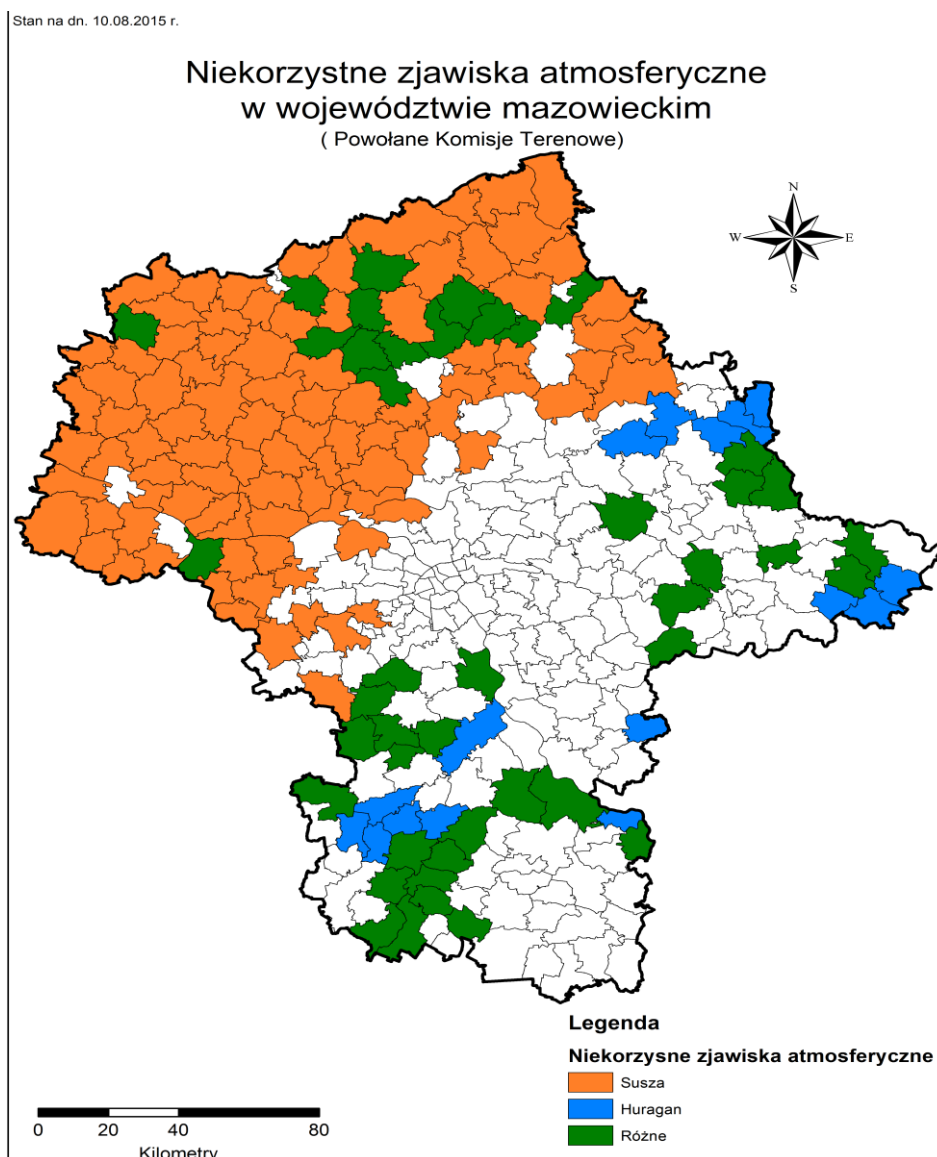 Stan na dn. 10.08.2015 r.
Niekorzystne zjawiska atmosferyczne
w województwie mazowieckim
( Powołane Komisje Terenowe)
N
W
E
S
Legenda
Niekorzysne zjawiska atmosferyczne
Susza
Huragan
Różne
0 20 40 80
Kilometry